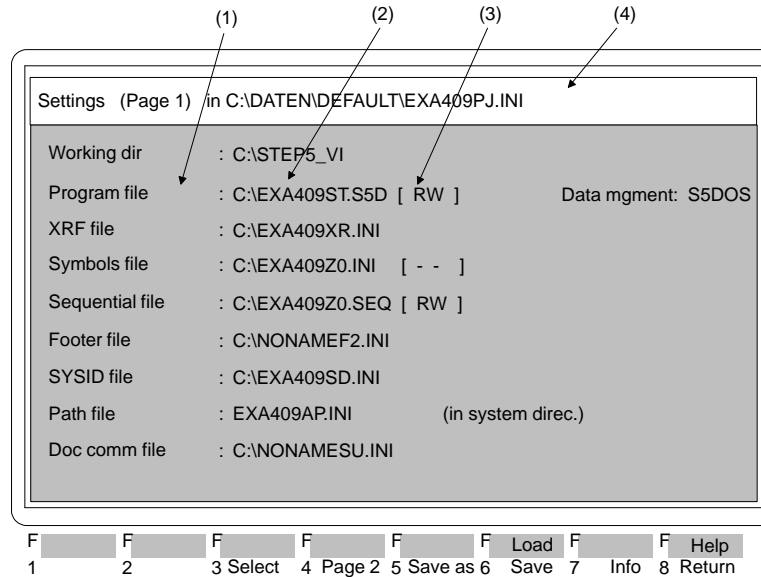 (1) (2) (3) (4)
Settings (Page 1) in C:\DATEN\DEFAULT\EXA409PJ.INI
Working dir : C:\STEP5_VI
Program file : C:\EXA409ST.S5D [ RW ] Data mgment: S5DOS
XRF file : C:\EXA409XR.INI
Symbols file : C:\EXA409Z0.INI [ - - ]
Sequential file : C:\EXA409Z0.SEQ [ RW ]
Footer file : C:\NONAMEF2.INI
SYSID file : C:\EXA409SD.INI
Path file : EXA409AP.INI (in system direc.)
Doc comm file : C:\NONAMESU.INI
F F F F F F Load F F Help
1 2 3 Select 4 Page 2 5 Save as 6 Save 7 Info 8 Return